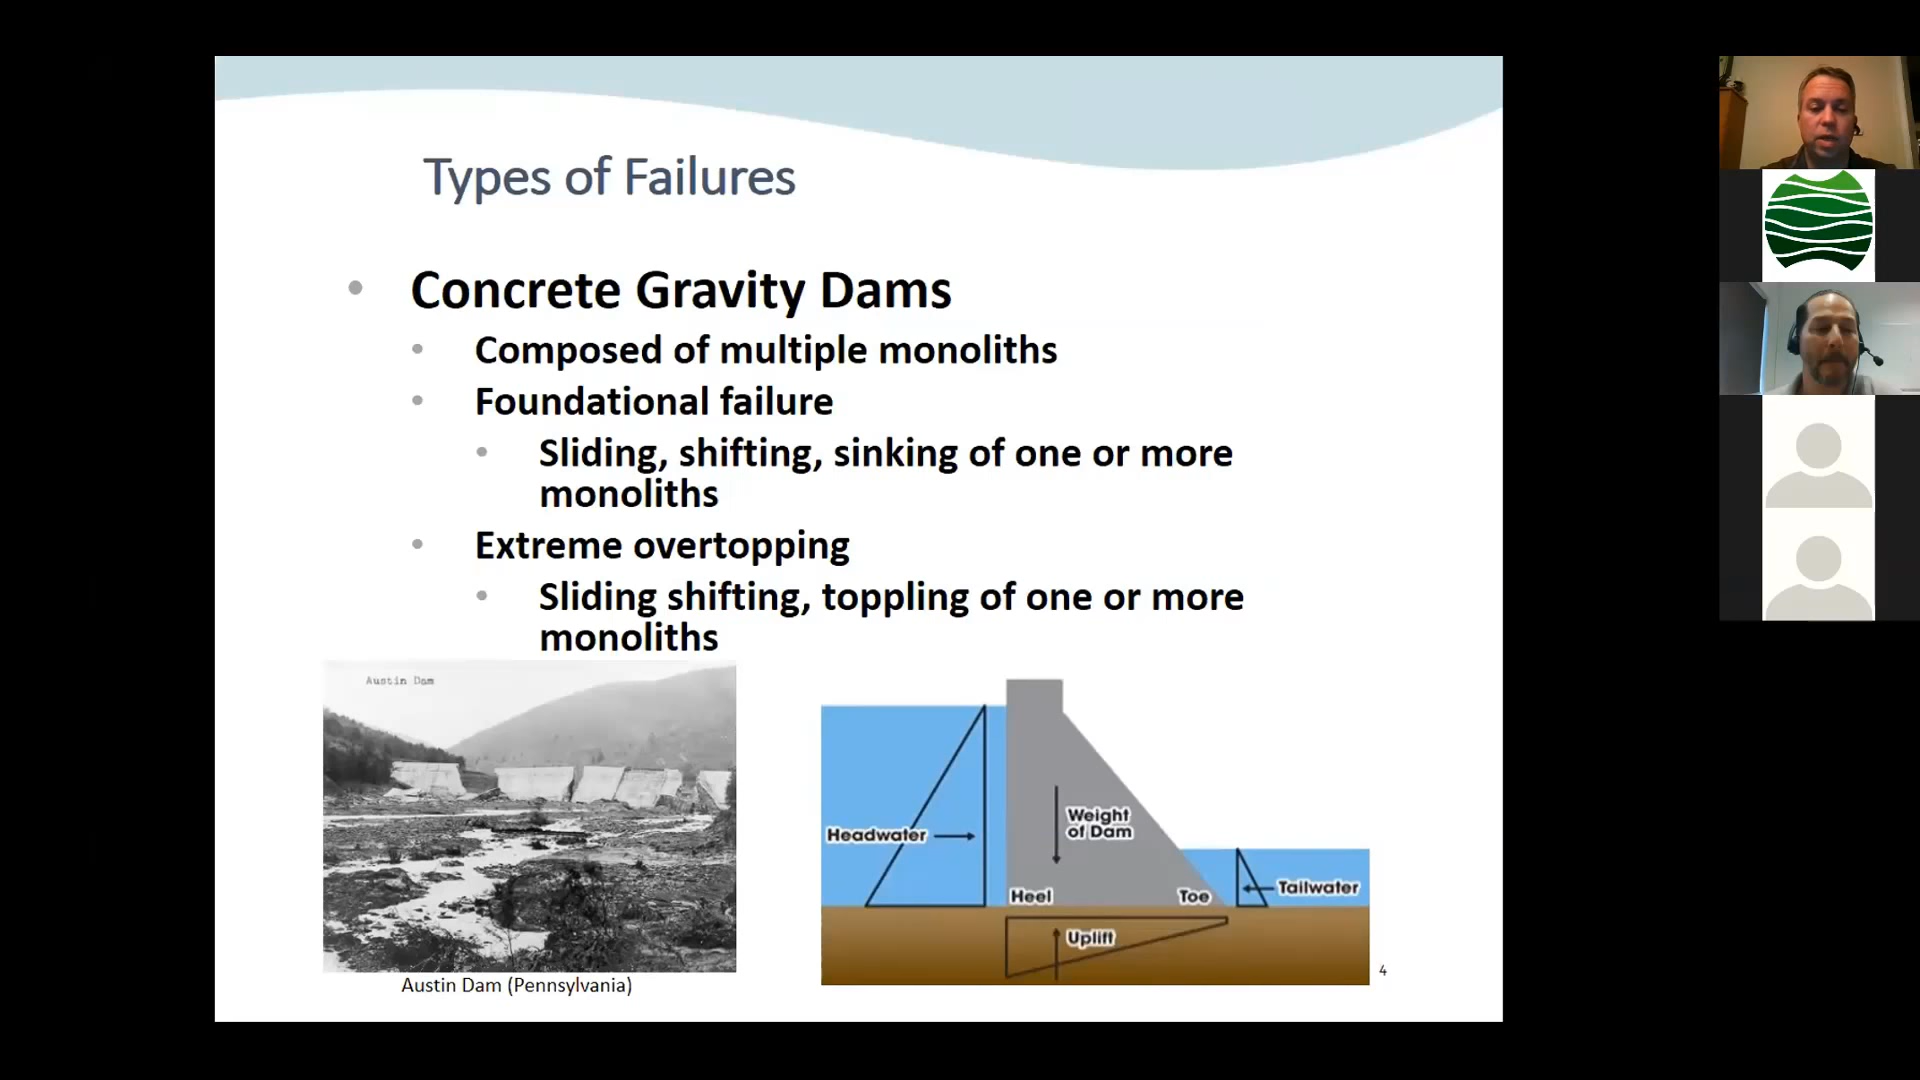 Types of Failures
Concrete Gravity Dams
Composed of multiple monoliths
Foundational failure
Sliding, shifting, sinking of one or more
monoliths
Extreme overtopping
Sliding shifting, toppling of one or more
monoliths
Austin Dam
Austin Dam (Pennsylvania)
Headwater
Weight
of Dam
Heel
Toe
Tailwater
Uplift
4